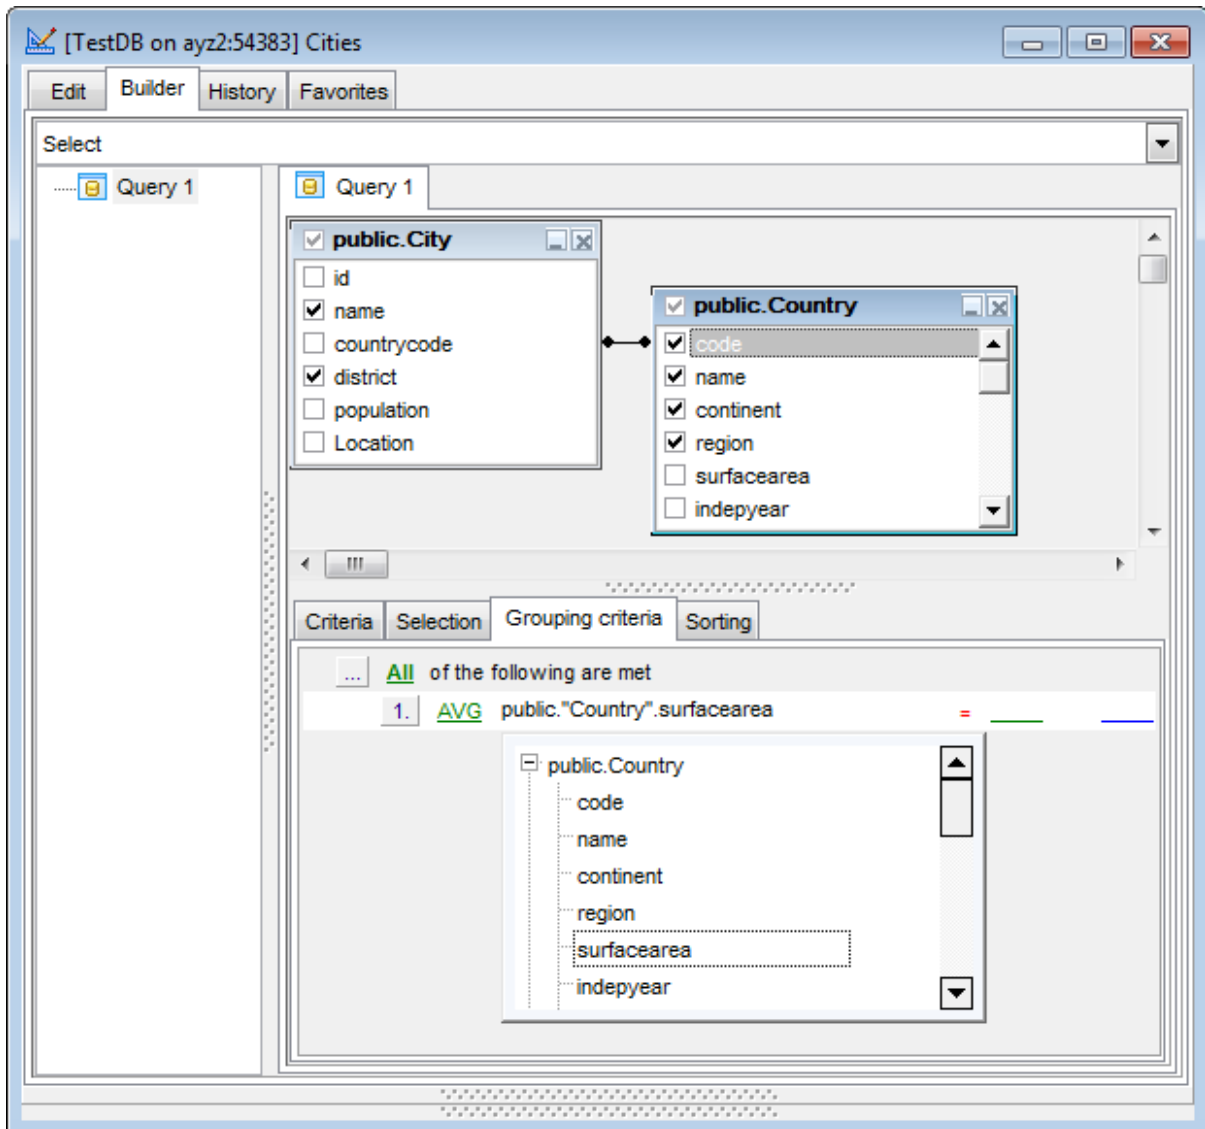 [TestDB on ayz2:54383] Cities
Edit Builder History Favorites
Select
Query 1
Query 1
public.City
id
name
countrycode
district
population
Location
public.Country
code
name
continent
region
surfacearea
indepyear
Criteria Selection Grouping criteria Sorting
... All of the following are met
1. AVG public."Country".surfacearea =
public.Country
code
name
continent
region
surfacearea
indepyear